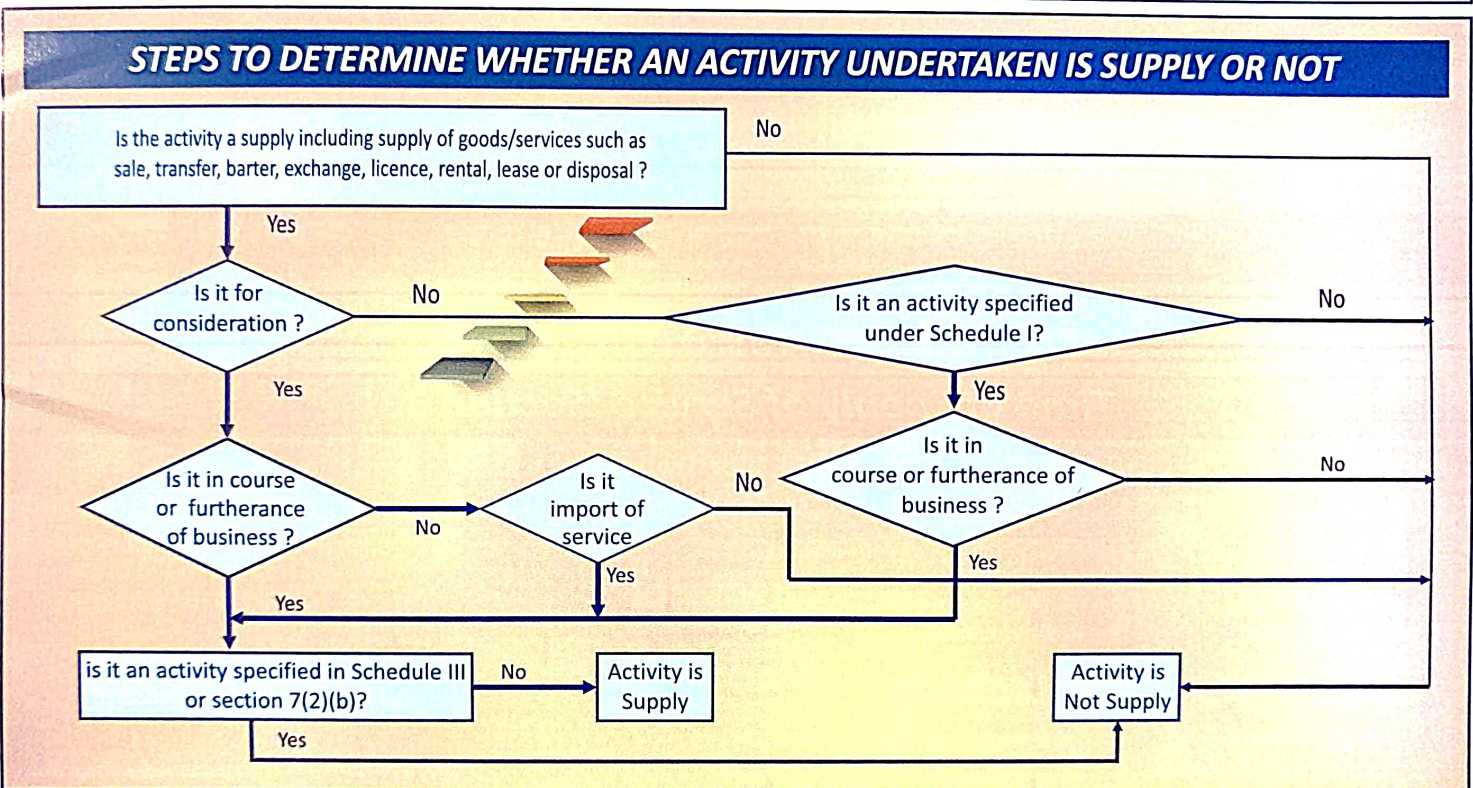 STEPS TO DETERMINE WHETHER AN ACTIVITY UNDERTAKEN IS SUPPLY OR NOT
Is the activity a supply including supply of goods/services such as
sale, transfer, barter, exchange, licence, rental, lease or disposal ?
No
Yes
Is it for
consideration ?
No
Is it an activity specified
under Schedule I?
No
Yes
Yes
Is it in course
or furtherance
of business ?
No
Is it
import of
service
No
Is it in
course or furtherance of
business ?
No
Yes
Yes
Yes
is it an activity specified in Schedule III
or section 7(2)(b)?
No
Activity is
Supply
Activity is
Not Supply
Yes